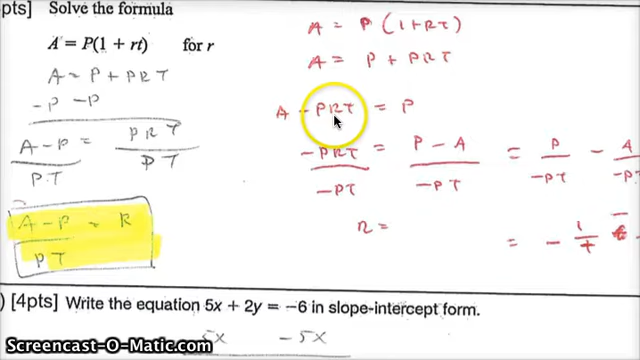 pts] Solve the formula
A = P(1 + rt) for r
A = P + PRT
-P -P
A-P = PRT
PT PT
A-P = R
PT
A = P (1+RT)
A = P + PRT
A - PRT = P
-PRT = P - A = P - A
-PT -PT -PT -P
R =
= - 1
) [4pts] Write the equation 5x + 2y = −6 in slope-intercept form.
5x -5x
Screencast-O-Matic.com